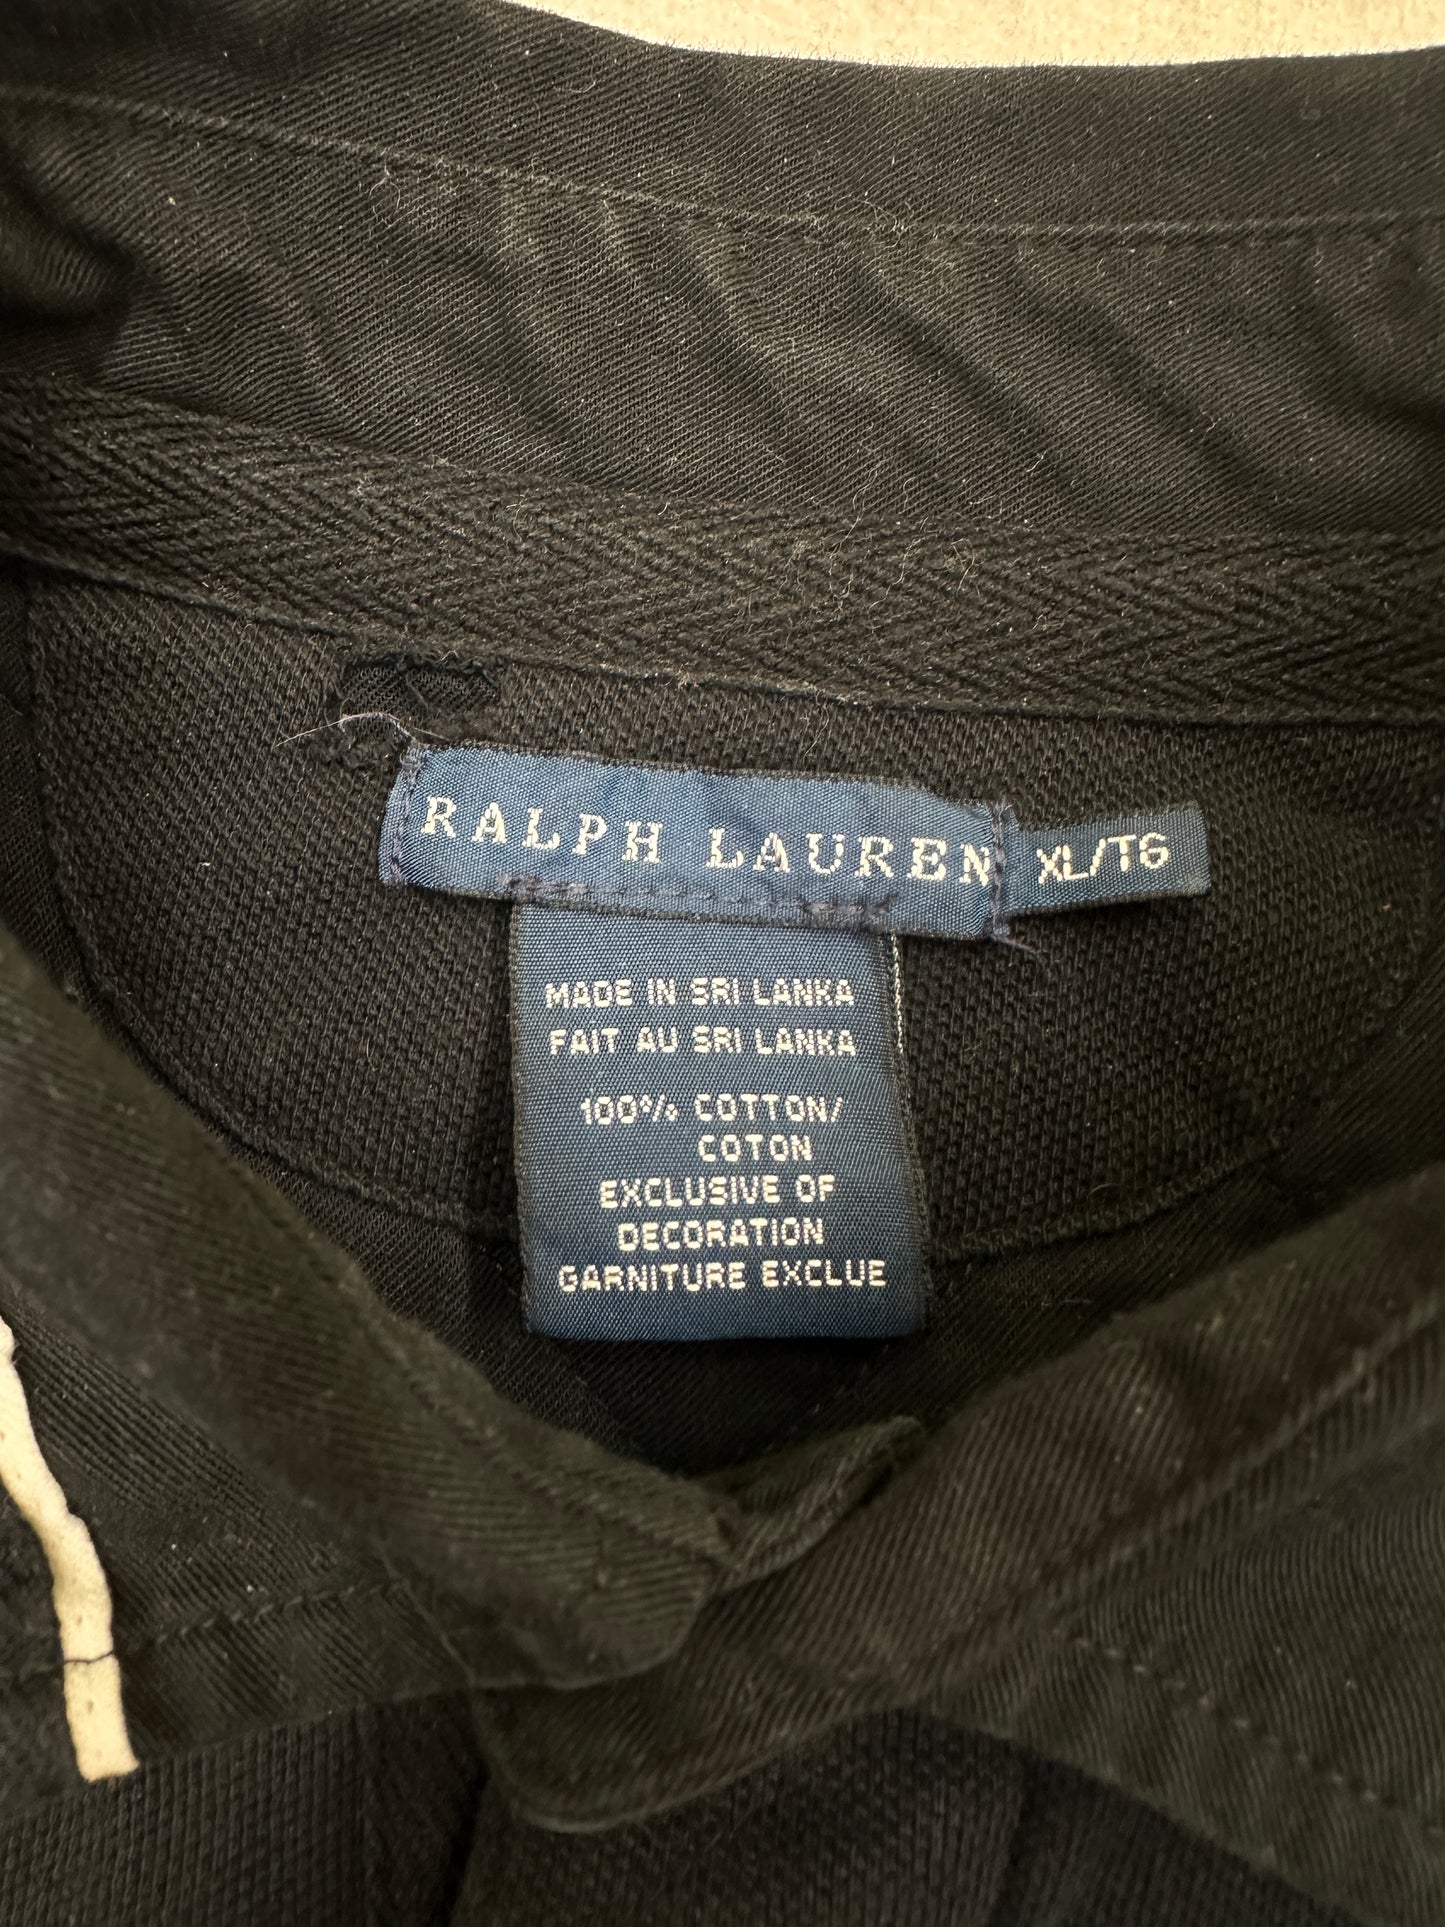 RALPH LAUREN XL/TG
MADE IN SRI LANKA
FAIT AU SRI LANKA
100% COTTON/
COTON
EXCLUSIVE OF
DECORATION
GARNITURE EXCLUE